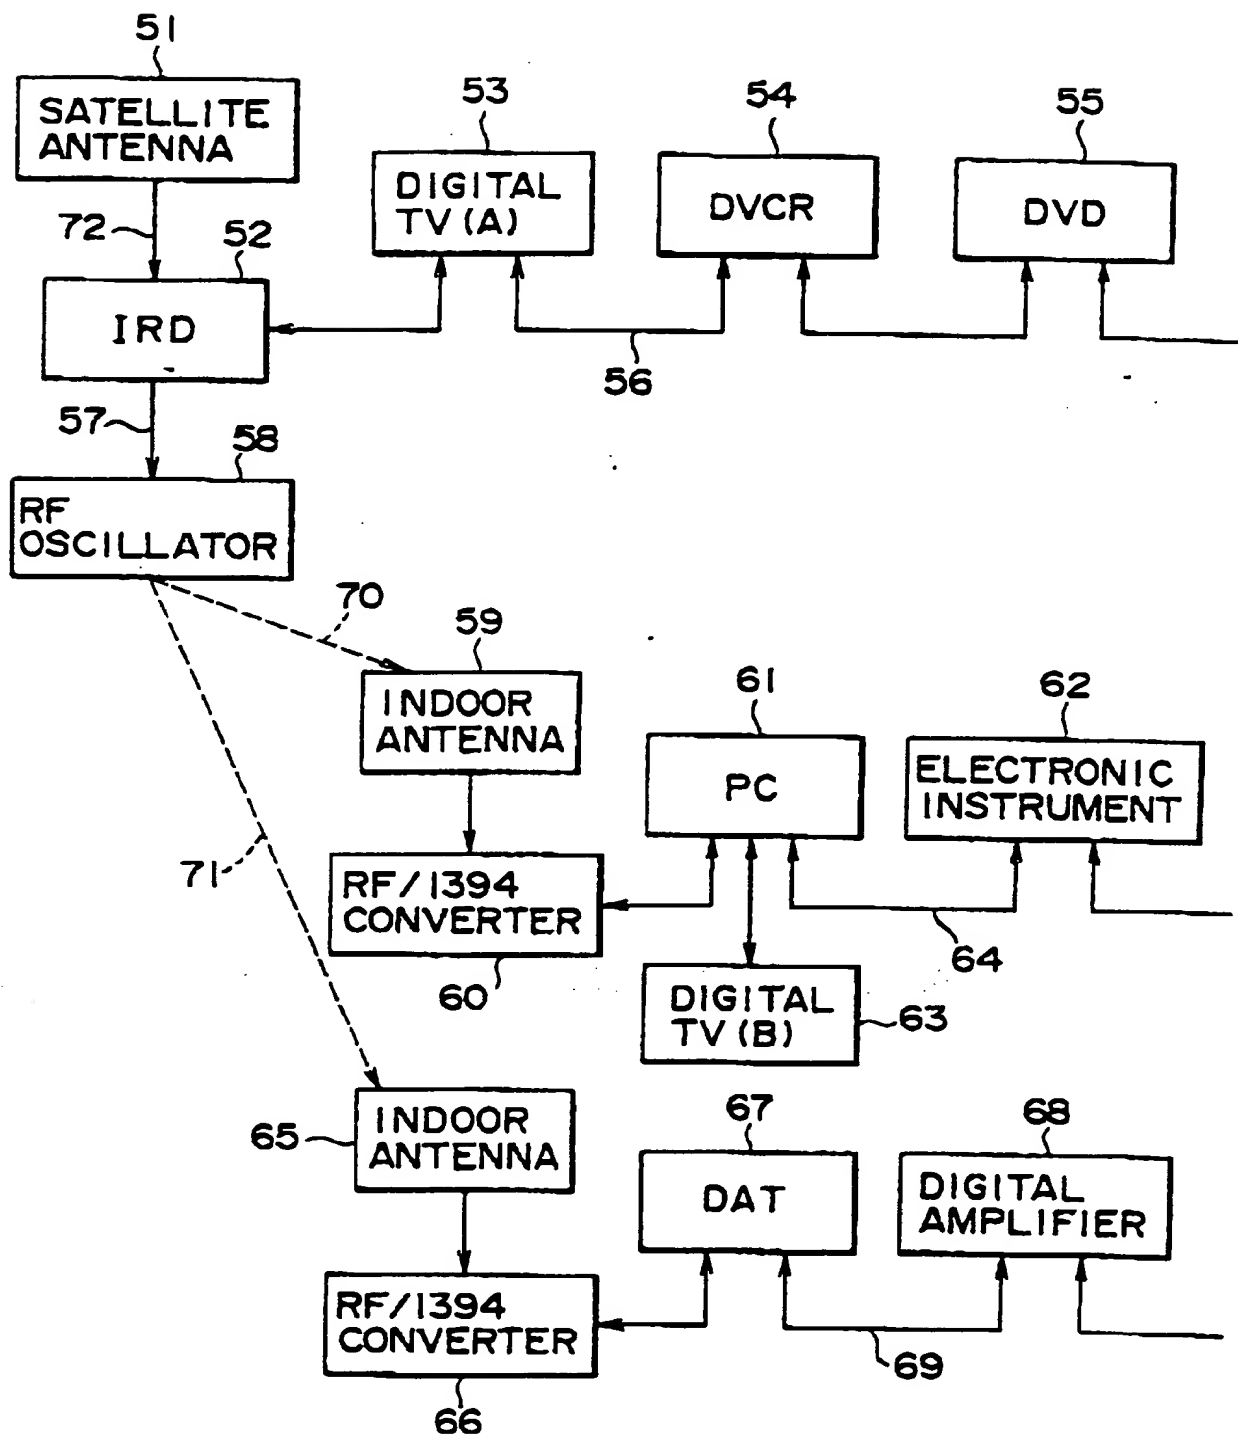 51
SATELLITE
ANTENNA
72
52
IRD
53
DIGITAL
TV(A)
54
DVCR
55
DVD
56
57
58
RF
OSCILLATOR
70
71
59
INDOOR
ANTENNA
RF/1394
CONVERTER
60
61
PC
62
ELECTRONIC
INSTRUMENT
64
DIGITAL
TV(B)
63
65
INDOOR
ANTENNA
RF/1394
CONVERTER
66
67
DAT
68
DIGITAL
AMPLIFIER
69